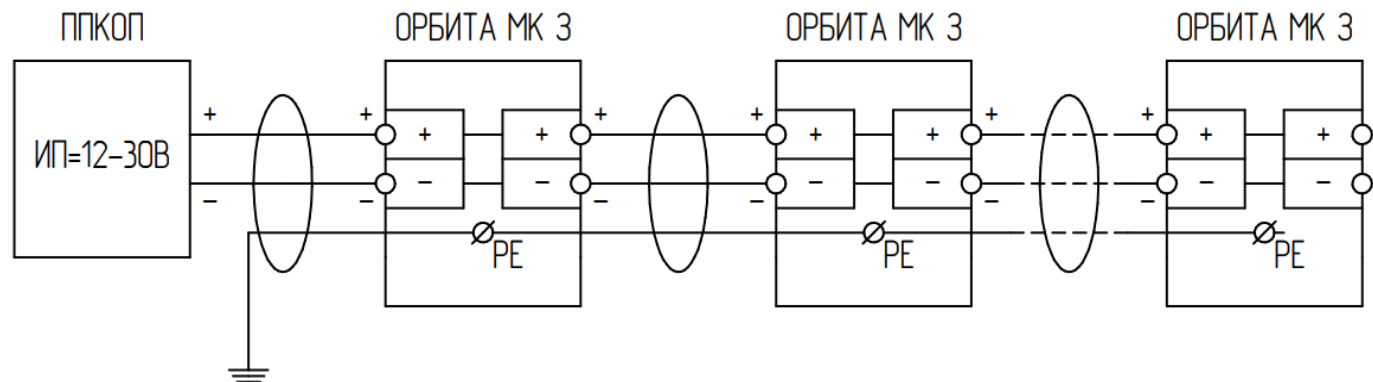 ППКОП ОРБИТА МК 3 ОРБИТА МК 3 ОРБИТА МК 3
+ + + + + + + + + + +
ИП=12-30В
- - - - - - - - - - -
PE PE PE